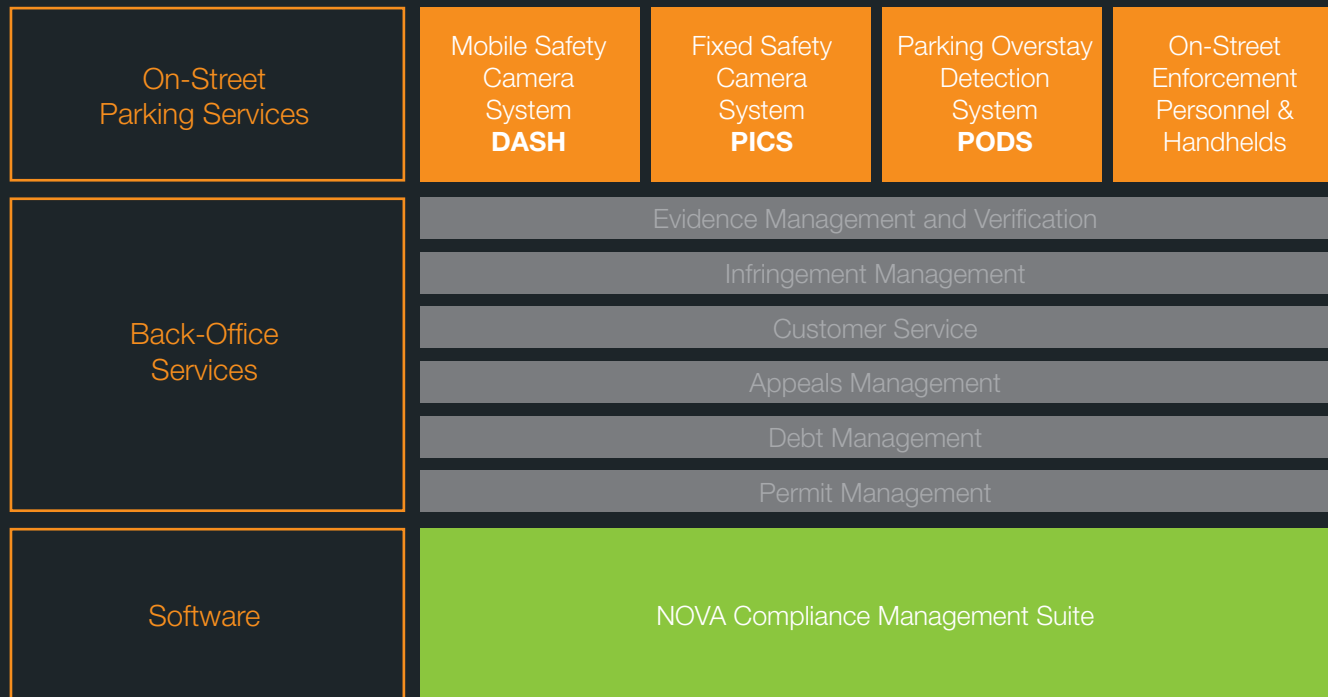 On-Street
Parking Services
Mobile Safety
Camera
System
DASH
Fixed Safety
Camera
System
PICS
Parking Overstay
Detection
System
PODS
On-Street
Enforcement
Personnel &
Handhelds
Back-Office
Services
Evidence Management and Verification
Infringement Management
Customer Service
Appeals Management
Debt Management
Permit Management
Software
NOVA Compliance Management Suite